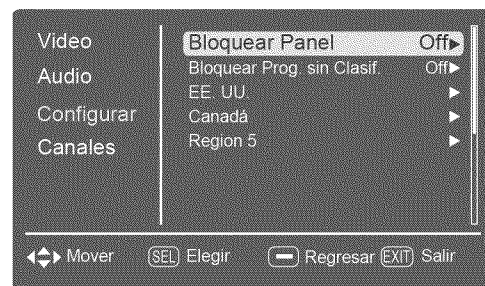 Video
Audio
Configurar
Canales
Bloquear Panel Off
Bloquear Prog. sin Clasif. Off
EE. UU.
Canadá
Region 5
Mover SEL Elegir Regresar EXIT Salir